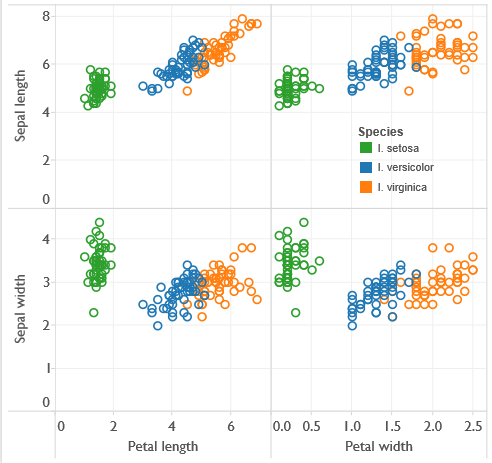 8
6
4
2
0
Sepal length
Species
I. setosa
I. versicolor
I. virginica
4
3
2
1
0
Sepal width
0 2 4 6 0.0 0.5 1.0 1.5 2.0 2.5
Petal length Petal width